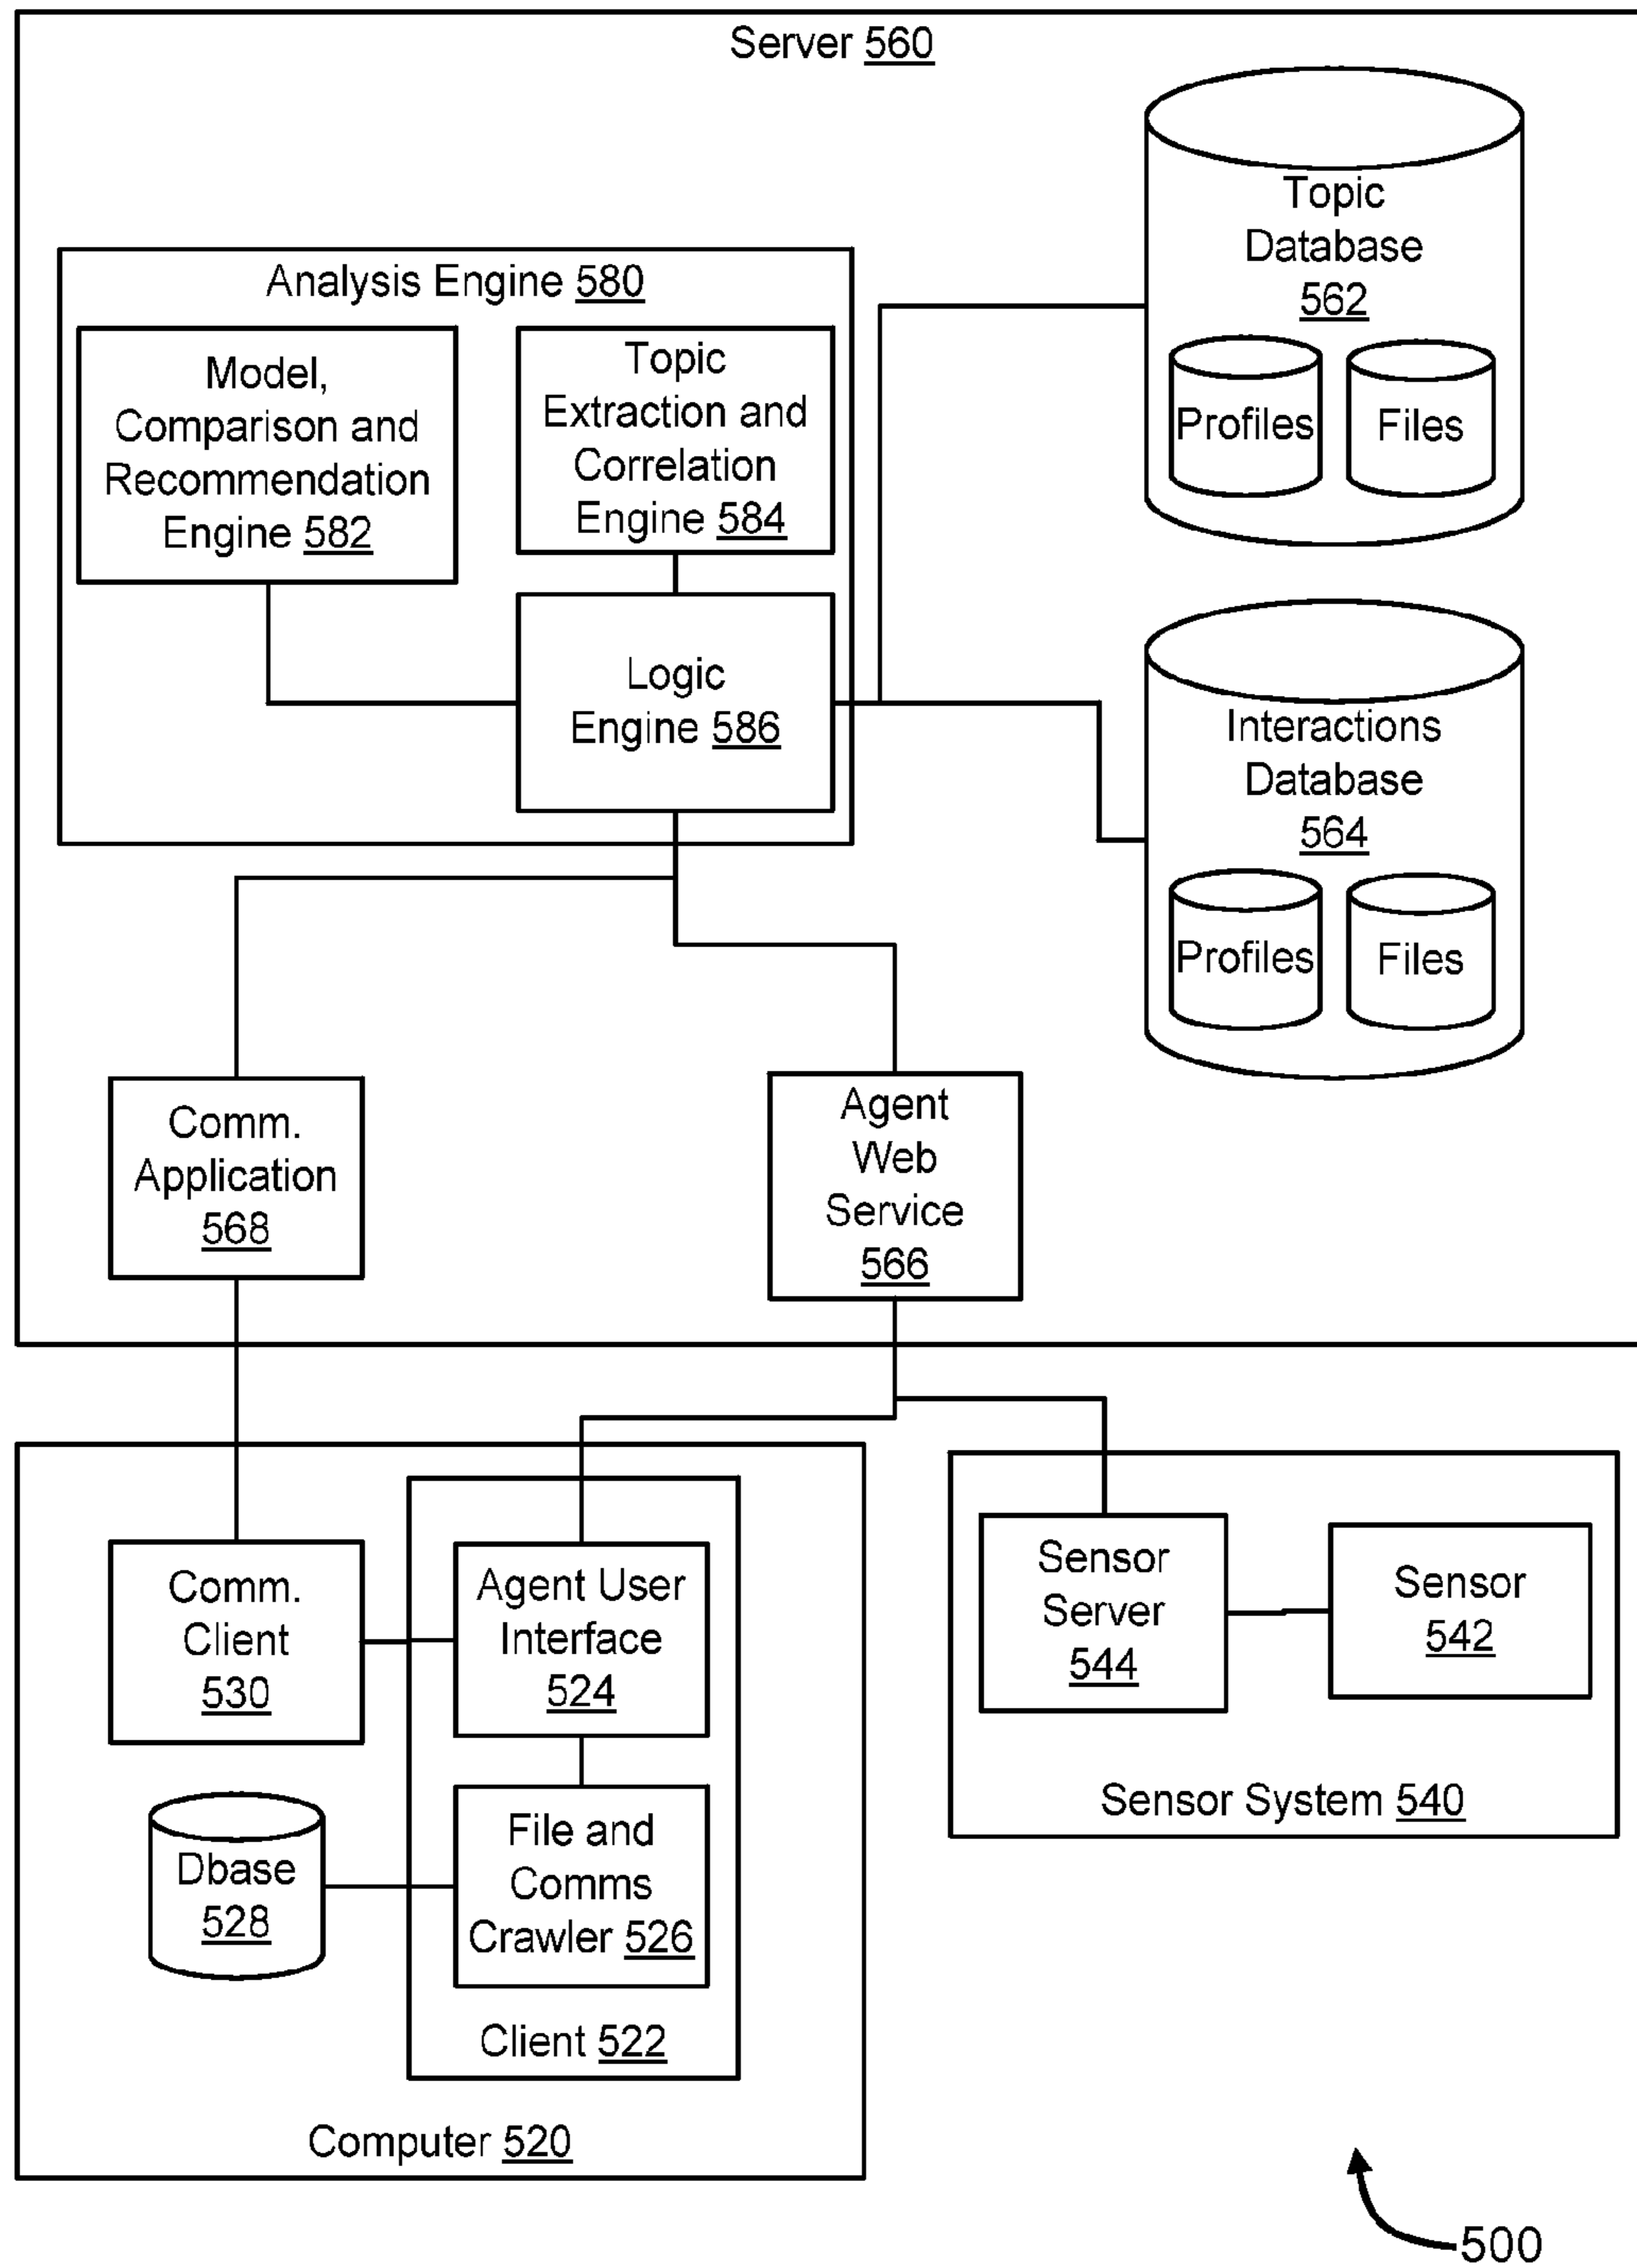 Server 560
Topic
Database
562
Profiles
Files
Analysis Engine 580
Model,
Comparison and
Recommendation
Engine 582
Topic
Extraction and
Correlation
Engine 584
Logic
Engine 586
Interactions
Database
564
Profiles
Files
Comm.
Application
568
Agent
Web
Service
566
Comm.
Client
530
Agent User
Interface
524
Dbase
528
File and
Comms
Crawler 526
Client 522
Computer 520
Sensor
Server
544
Sensor
542
Sensor System 540
500